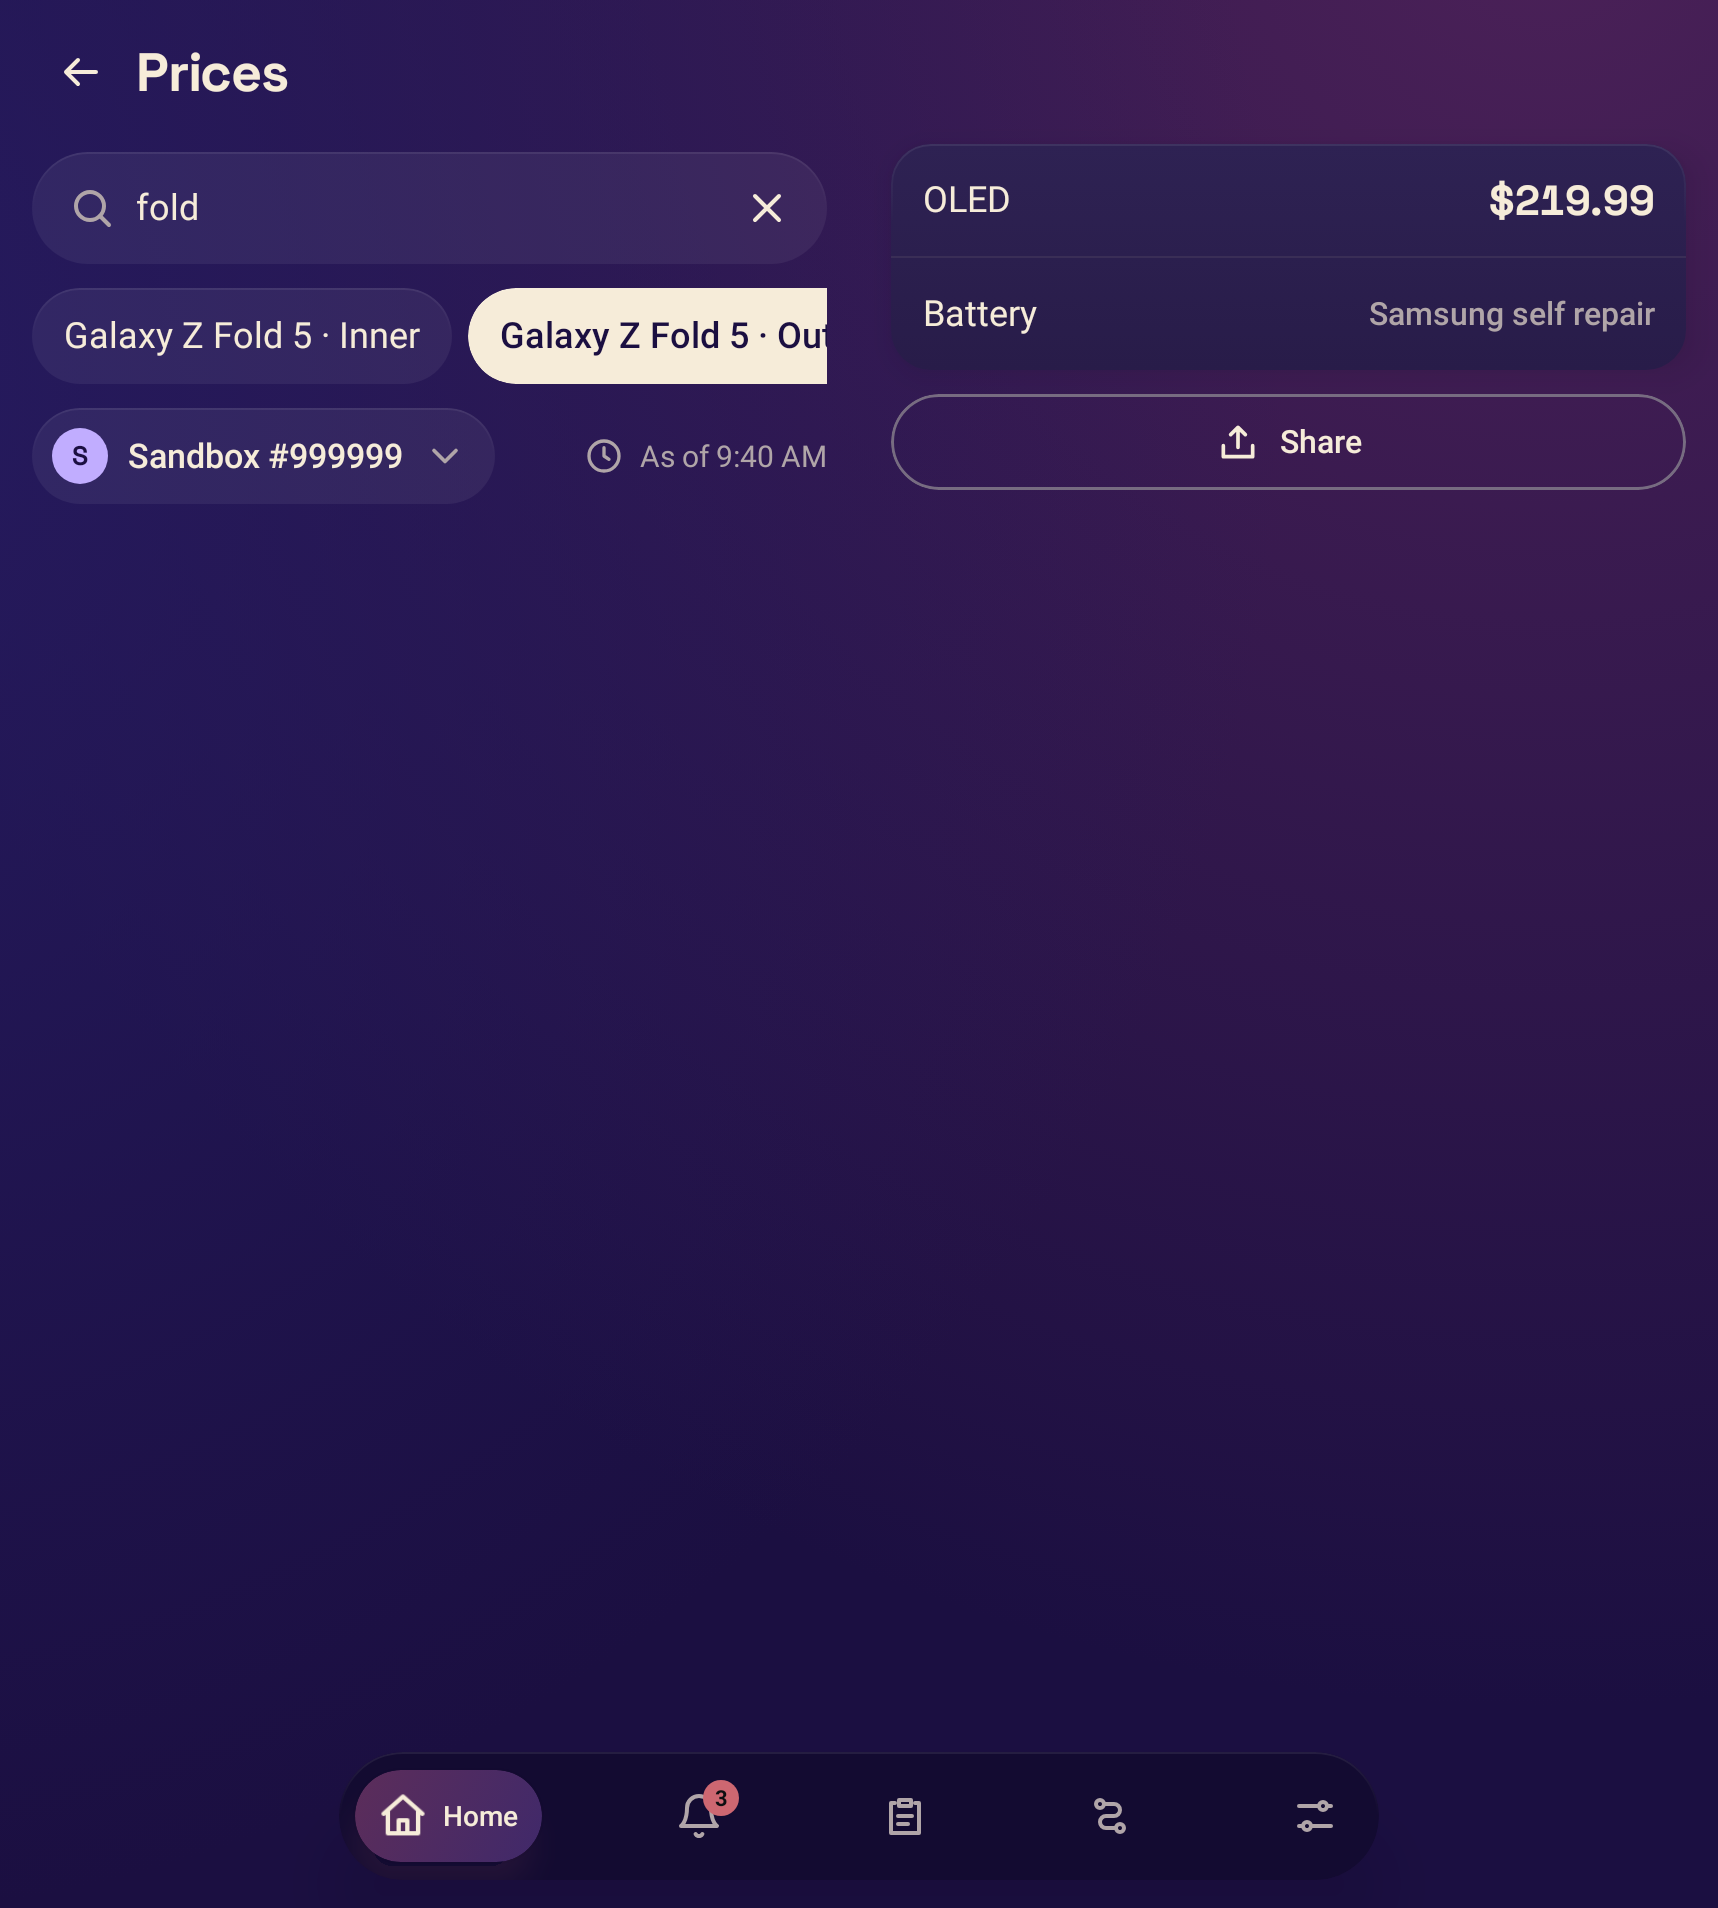 Prices
fold
Galaxy Z Fold 5 · Inner
Galaxy Z Fold 5 · Out
S Sandbox #999999
As of 9:40 AM
OLED $219.99
Battery Samsung self repair
Share
Home
3